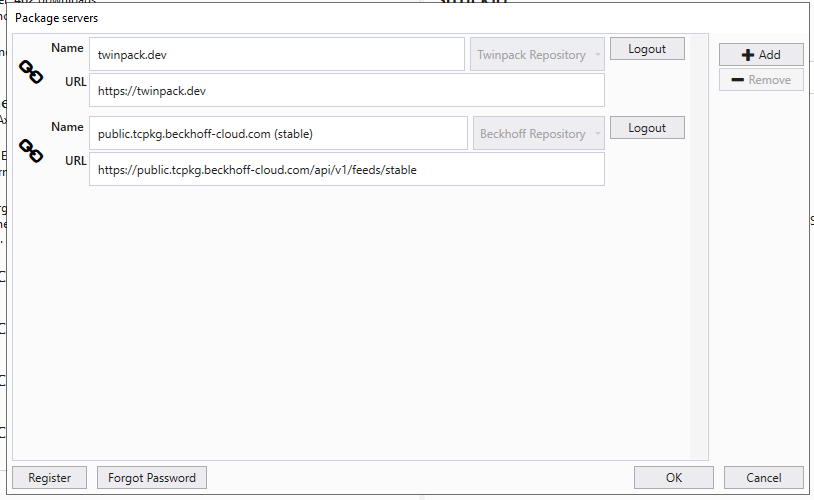 Package servers
Name twinpack.dev Twinpack Repository Logout
URL https://twinpack.dev
Name public.tcpkg.beckhoff-cloud.com (stable) Beckhoff Repository Logout
URL https://public.tcpkg.beckhoff-cloud.com/api/v1/feeds/stable
Add
Remove
Register Forgot Password OK Cancel